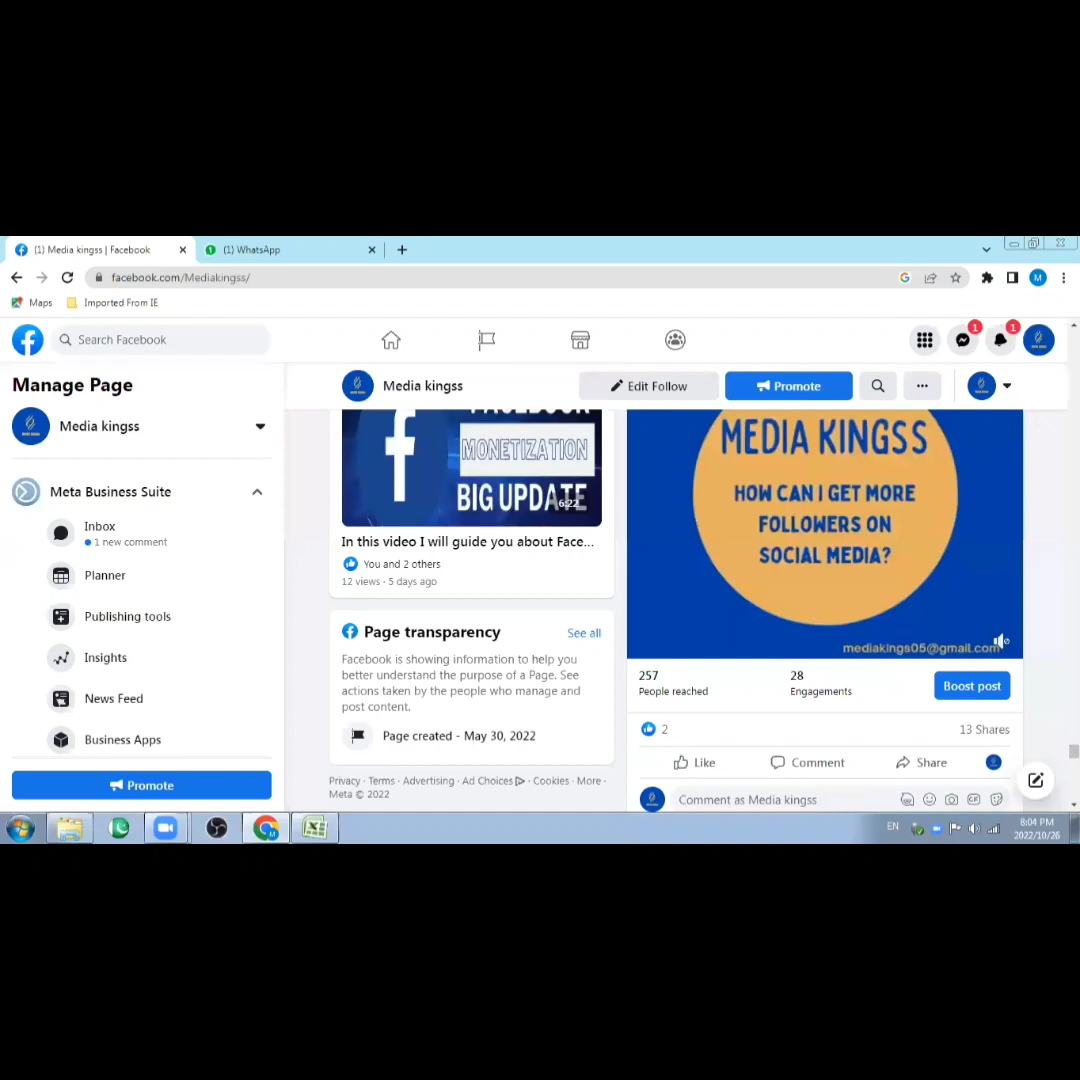 (1) Media kingss | Facebook
(1) WhatsApp
facebook.com/Mediakingss/
Maps
Imported From IE
Search Facebook
1
1
Manage Page
Media kingss
Edit Follow
Promote
M
Media kingss
Meta Business Suite
Inbox
1 new comment
Planner
Publishing tools
Insights
News Feed
Business Apps
Promote
FACEBOOK
MONETIZATION
BIG UPDATE
6:22
In this video I will guide you about Face...
You and 2 others
12 views · 5 days ago
Page transparency
See all
Facebook is showing information to help you
better understand the purpose of a Page. See
actions taken by the people who manage and
post content.
Page created - May 30, 2022
Privacy · Terms · Advertising · Ad Choices · Cookies · More ·
Meta © 2022
MEDIA KINGSS
HOW CAN I GET MORE
FOLLOWERS ON
SOCIAL MEDIA?
mediakings05@gmail.com
257
People reached
28
Engagements
Boost post
2
13 Shares
Like
Comment
Share
Comment as Media kingss
GIF
EN
8:04 PM
2022/10/26